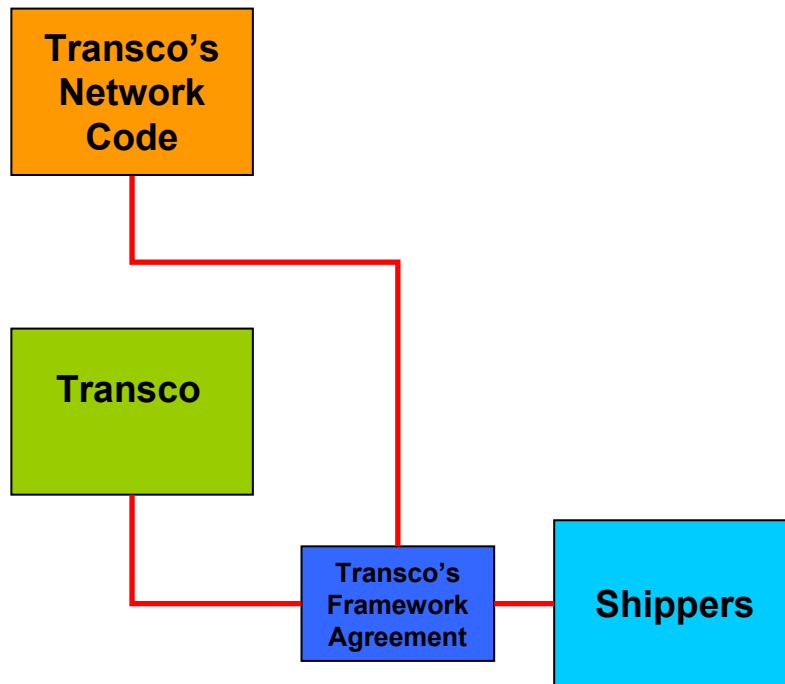 Transco’s
Network
Code
Transco
Transco’s
Framework
Agreement
Shippers